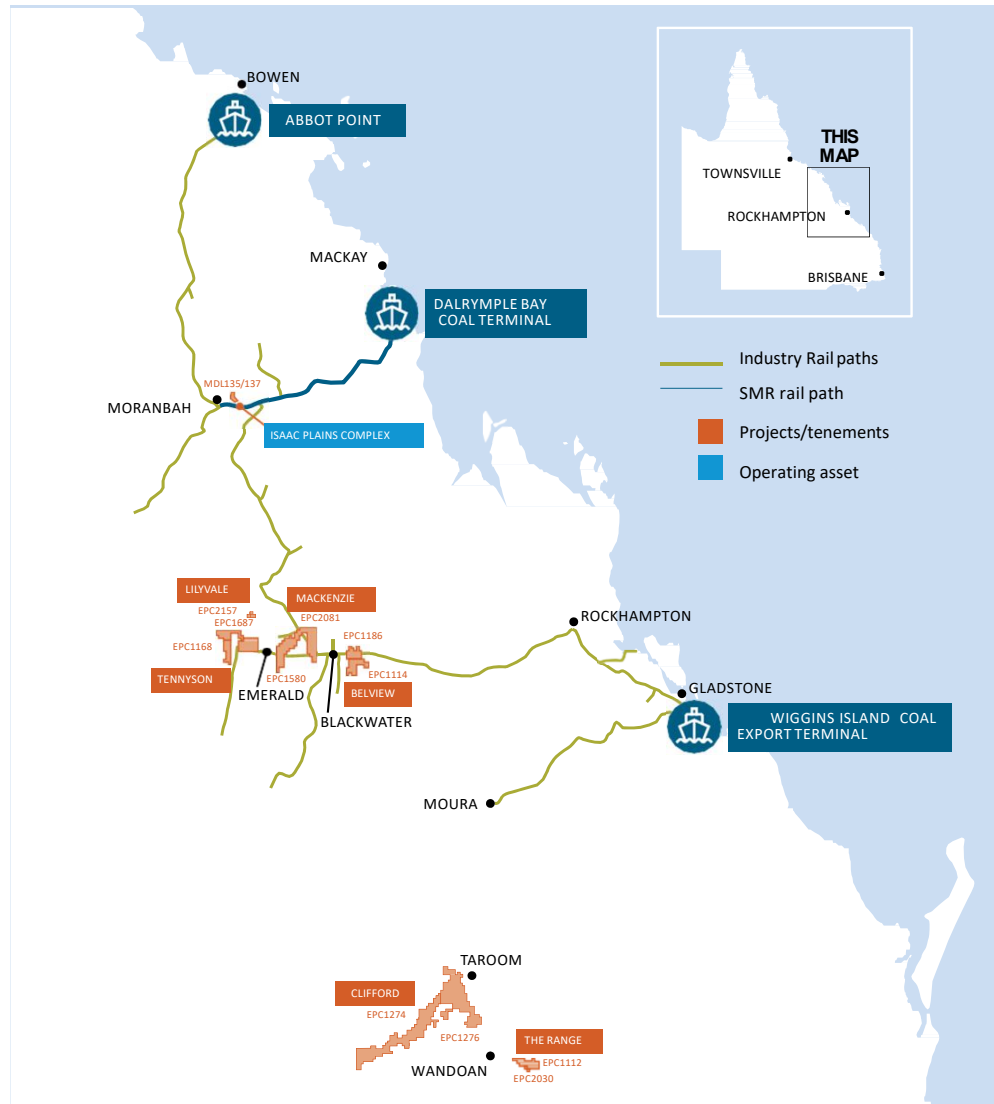 BOWEN
ABBOT POINT
THIS
MAP
TOWNSVILLE
ROCKHAMPTON
BRISBANE
MACKAY
DALRYMPLE BAY
COAL TERMINAL
Industry Rail paths
SMR rail path
Projects/tenements
Operating asset
MDL135/137
MORANBAH
ISAAC PLAINS COMPLEX
LILYVALE
MACKENZIE
EPC2157
EPC1687
EPC2081
EPC1168
EPC1186
TENNYSON
EPC1580
EPC1114
EMERALD
BELVIEW
BLACKWATER
ROCKHAMPTON
GLADSTONE
WIGGINS ISLAND COAL
EXPORT TERMINAL
MOURA
TAROOM
CLIFFORD
EPC1274
EPC1276
THE RANGE
EPC1112
WANDOAN
EPC2030